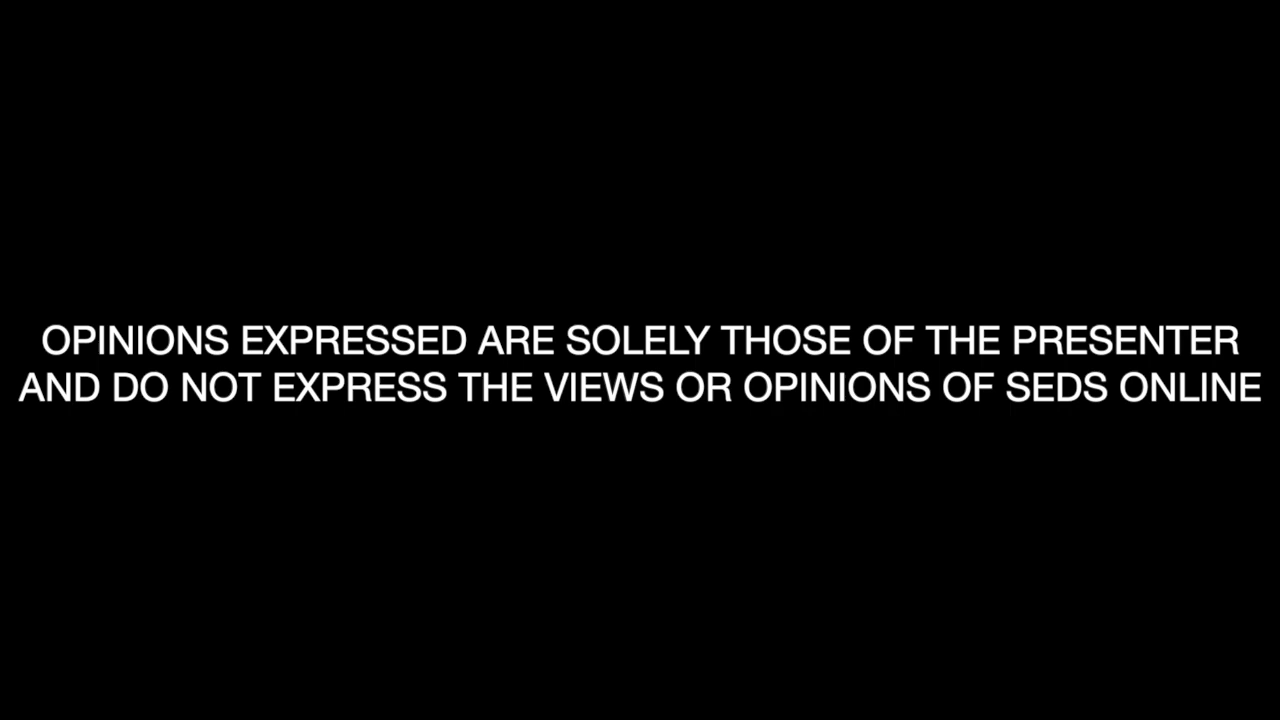 OPINIONS EXPRESSED ARE SOLELY THOSE OF THE PRESENTER
AND DO NOT EXPRESS THE VIEWS OR OPINIONS OF SEDS ONLINE